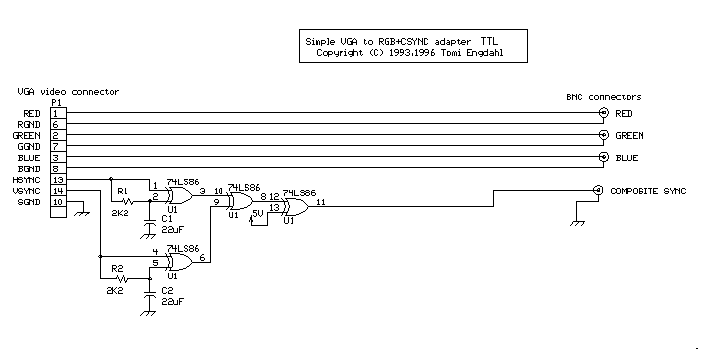 Simple VGA to RGB+CSYNC adapter TTL
Copyright (C) 1993,1996 Tomi Engdahl
VGA video connector
P1
BNC connectors
RED 1 RED
RGND 6
GREEN 2 GREEN
GGND 7
BLUE 3 BLUE
BGND 8
HSYNC 13
VSYNC 14
SGND 10
COMPOSITE SYNC
R1
2K2
1
2
74LS86
3
U1
C1
22uF
10
9
74LS86
8
U1
5V
12
13
74LS86
11
U1
4
5
74LS86
6
U1
R2
2K2
C2
22uF